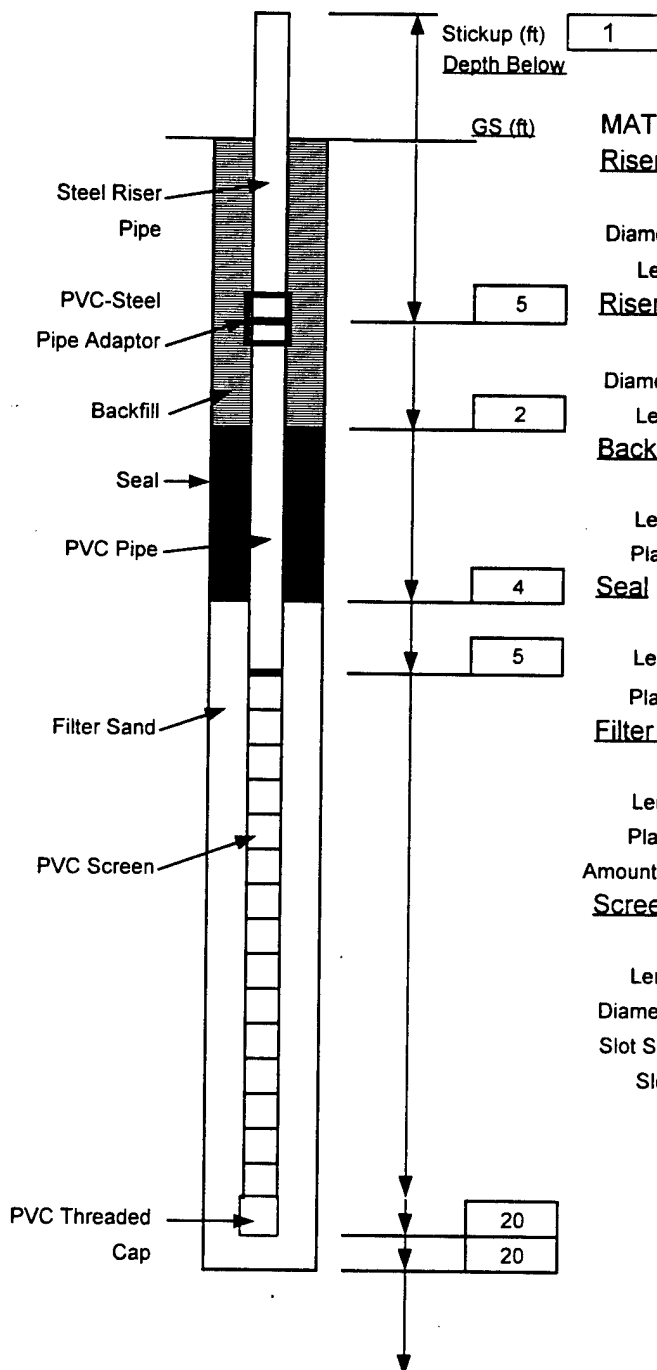 Stickup (ft) 1
Depth Below
GS (ft)
MAT
Riser
Steel Riser
Pipe
Diame
Le
PVC-Steel
5
Riser
Pipe Adaptor
Diame
Backfill
2
Le
Back
Seal
Le
PVC Pipe
Pla
4
Seal
5
Le
Pla
Filter Sand
Filter
Le
Pla
PVC Screen
Amount
Scree
Le
Diame
Slot S
Slo
PVC Threaded
Cap
20
20